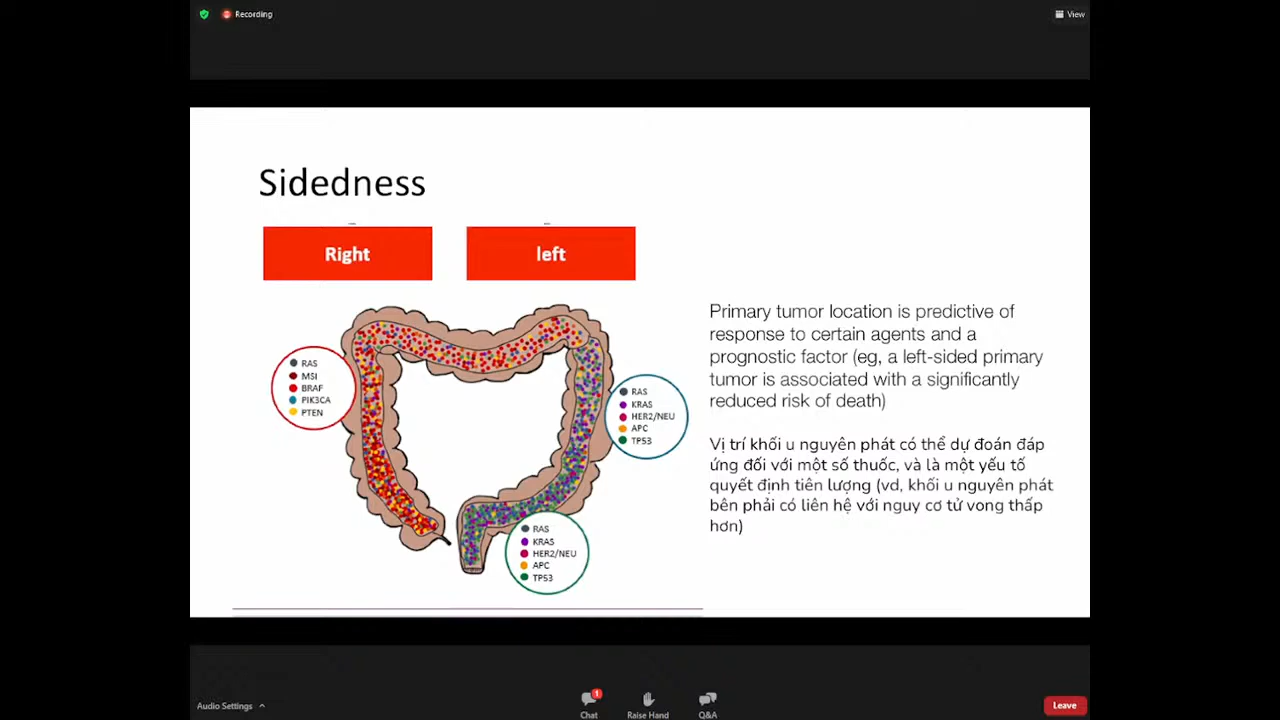 Recording
View
Sidedness
Right
left
RAS
MSI
BRAF
PIK3CA
PTEN
RAS
KRAS
HER2/NEU
APC
TP53
RAS
KRAS
HER2/NEU
APC
TP53
Primary tumor location is predictive of
response to certain agents and a
prognostic factor (eg, a left-sided primary
tumor is associated with a significantly
reduced risk of death)
Vị trí khối u nguyên phát có thể dự đoán đáp
ứng đối với một số thuốc, và là một yếu tố
quyết định tiên lượng (vd, khối u nguyên phát
bên phải có liên hệ với nguy cơ tử vong thấp
hơn)
Audio Settings
1
Chat
Raise Hand
Q&A
Leave